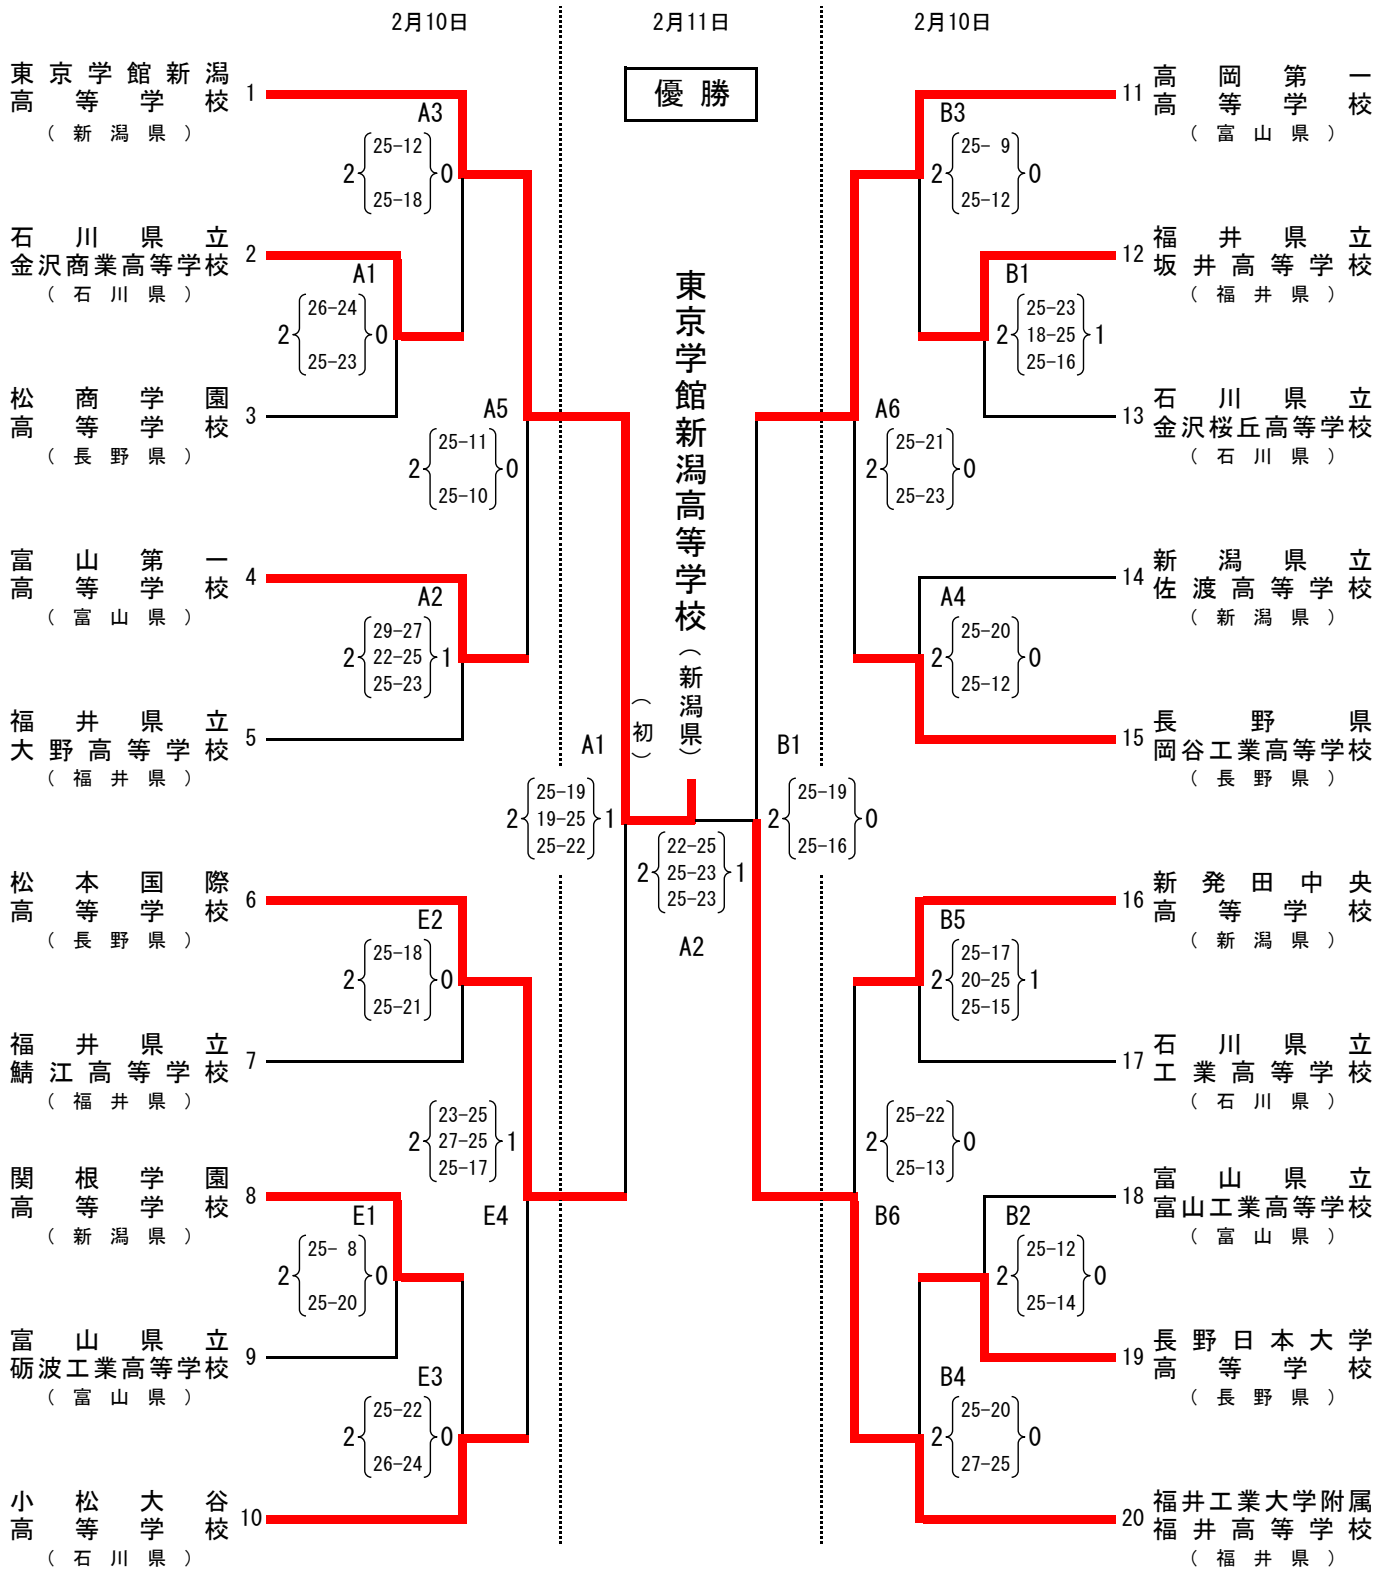 2月10日
2月11日
2月10日
優勝
東京学館新潟
高等学校
（新潟県）
1
石川県立
金沢商業高等学校
（石川県）
2
松商学園
高等学校
（長野県）
3
富山第一
高等学校
（富山県）
4
福井県立
大野高等学校
（福井県）
5
松本国際
高等学校
（長野県）
6
福井県立
鯖江高等学校
（福井県）
7
関根学園
高等学校
（新潟県）
8
富山県立
砺波工業高等学校
（富山県）
9
小松大谷
高等学校
（石川県）
10
A3
25-12
2 0
25-18
A1
26-24
2 0
25-23
A5
25-11
2 0
25-10
A2
29-27
2 22-25 1
25-23
E2
25-18
2 0
25-21
23-25
2 27-25 1
25-17
E4
E1
25- 8
2 0
25-20
E3
25-22
2 0
26-24
A1
25-19
2 19-25 1
25-22
東京学館新潟高等学校（新潟県）
（初）
22-25
2 25-23 1
25-23
A2
B1
25-19
2 0
25-16
B3
25- 9
2 0
25-12
B1
25-23
2 18-25 1
25-16
A6
25-21
2 0
25-23
A4
25-20
2 0
25-12
B5
25-17
2 20-25 1
25-15
25-22
2 0
25-13
B6
B2
25-12
2 0
25-14
B4
25-20
2 0
27-25
11
高岡第一
高等学校
（富山県）
12
福井県立
坂井高等学校
（福井県）
13
石川県立
金沢桜丘高等学校
（石川県）
14
新潟県立
佐渡高等学校
（新潟県）
15
長野県
岡谷工業高等学校
（長野県）
16
新発田中央
高等学校
（新潟県）
17
石川県立
工業高等学校
（石川県）
18
富山県立
富山工業高等学校
（富山県）
19
長野日本大学
高等学校
（長野県）
20
福井工業大学附属
福井高等学校
（福井県）